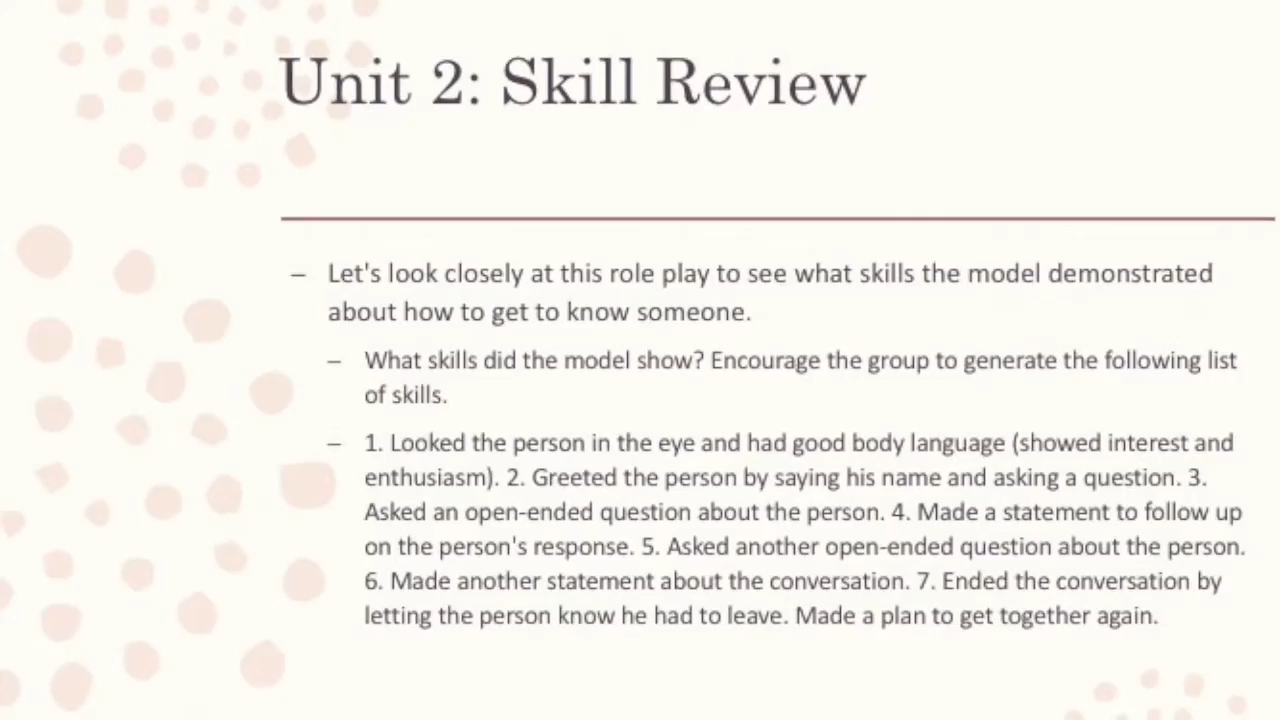 Unit 2: Skill Review
– Let's look closely at this role play to see what skills the model demonstrated
about how to get to know someone.
– What skills did the model show? Encourage the group to generate the following list
of skills.
– 1. Looked the person in the eye and had good body language (showed interest and
enthusiasm). 2. Greeted the person by saying his name and asking a question. 3.
Asked an open-ended question about the person. 4. Made a statement to follow up
on the person's response. 5. Asked another open-ended question about the person.
6. Made another statement about the conversation. 7. Ended the conversation by
letting the person know he had to leave. Made a plan to get together again.